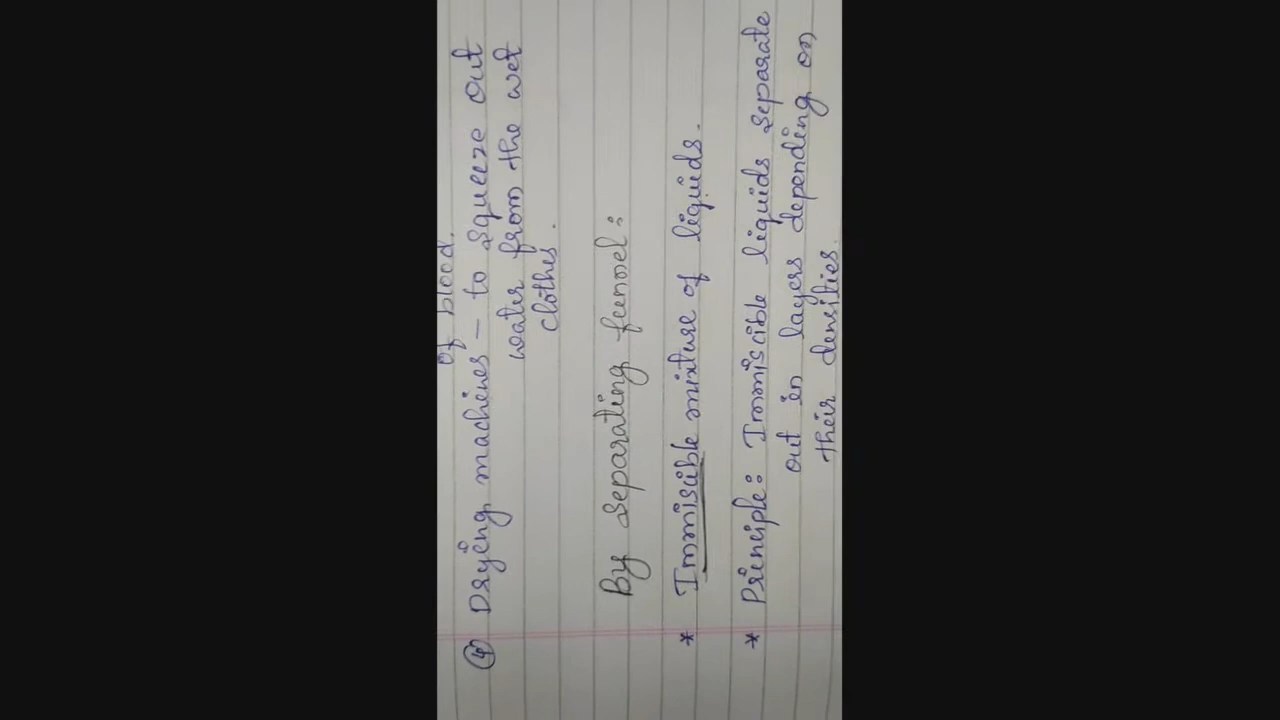 of blood.
④ Drying machines - to squeeze out
water from the wet
clothes.
By separating funnel:
* Immiscible mixture of liquids.
* Principle: Immiscible liquids separate
out in layers depending on
their densities.